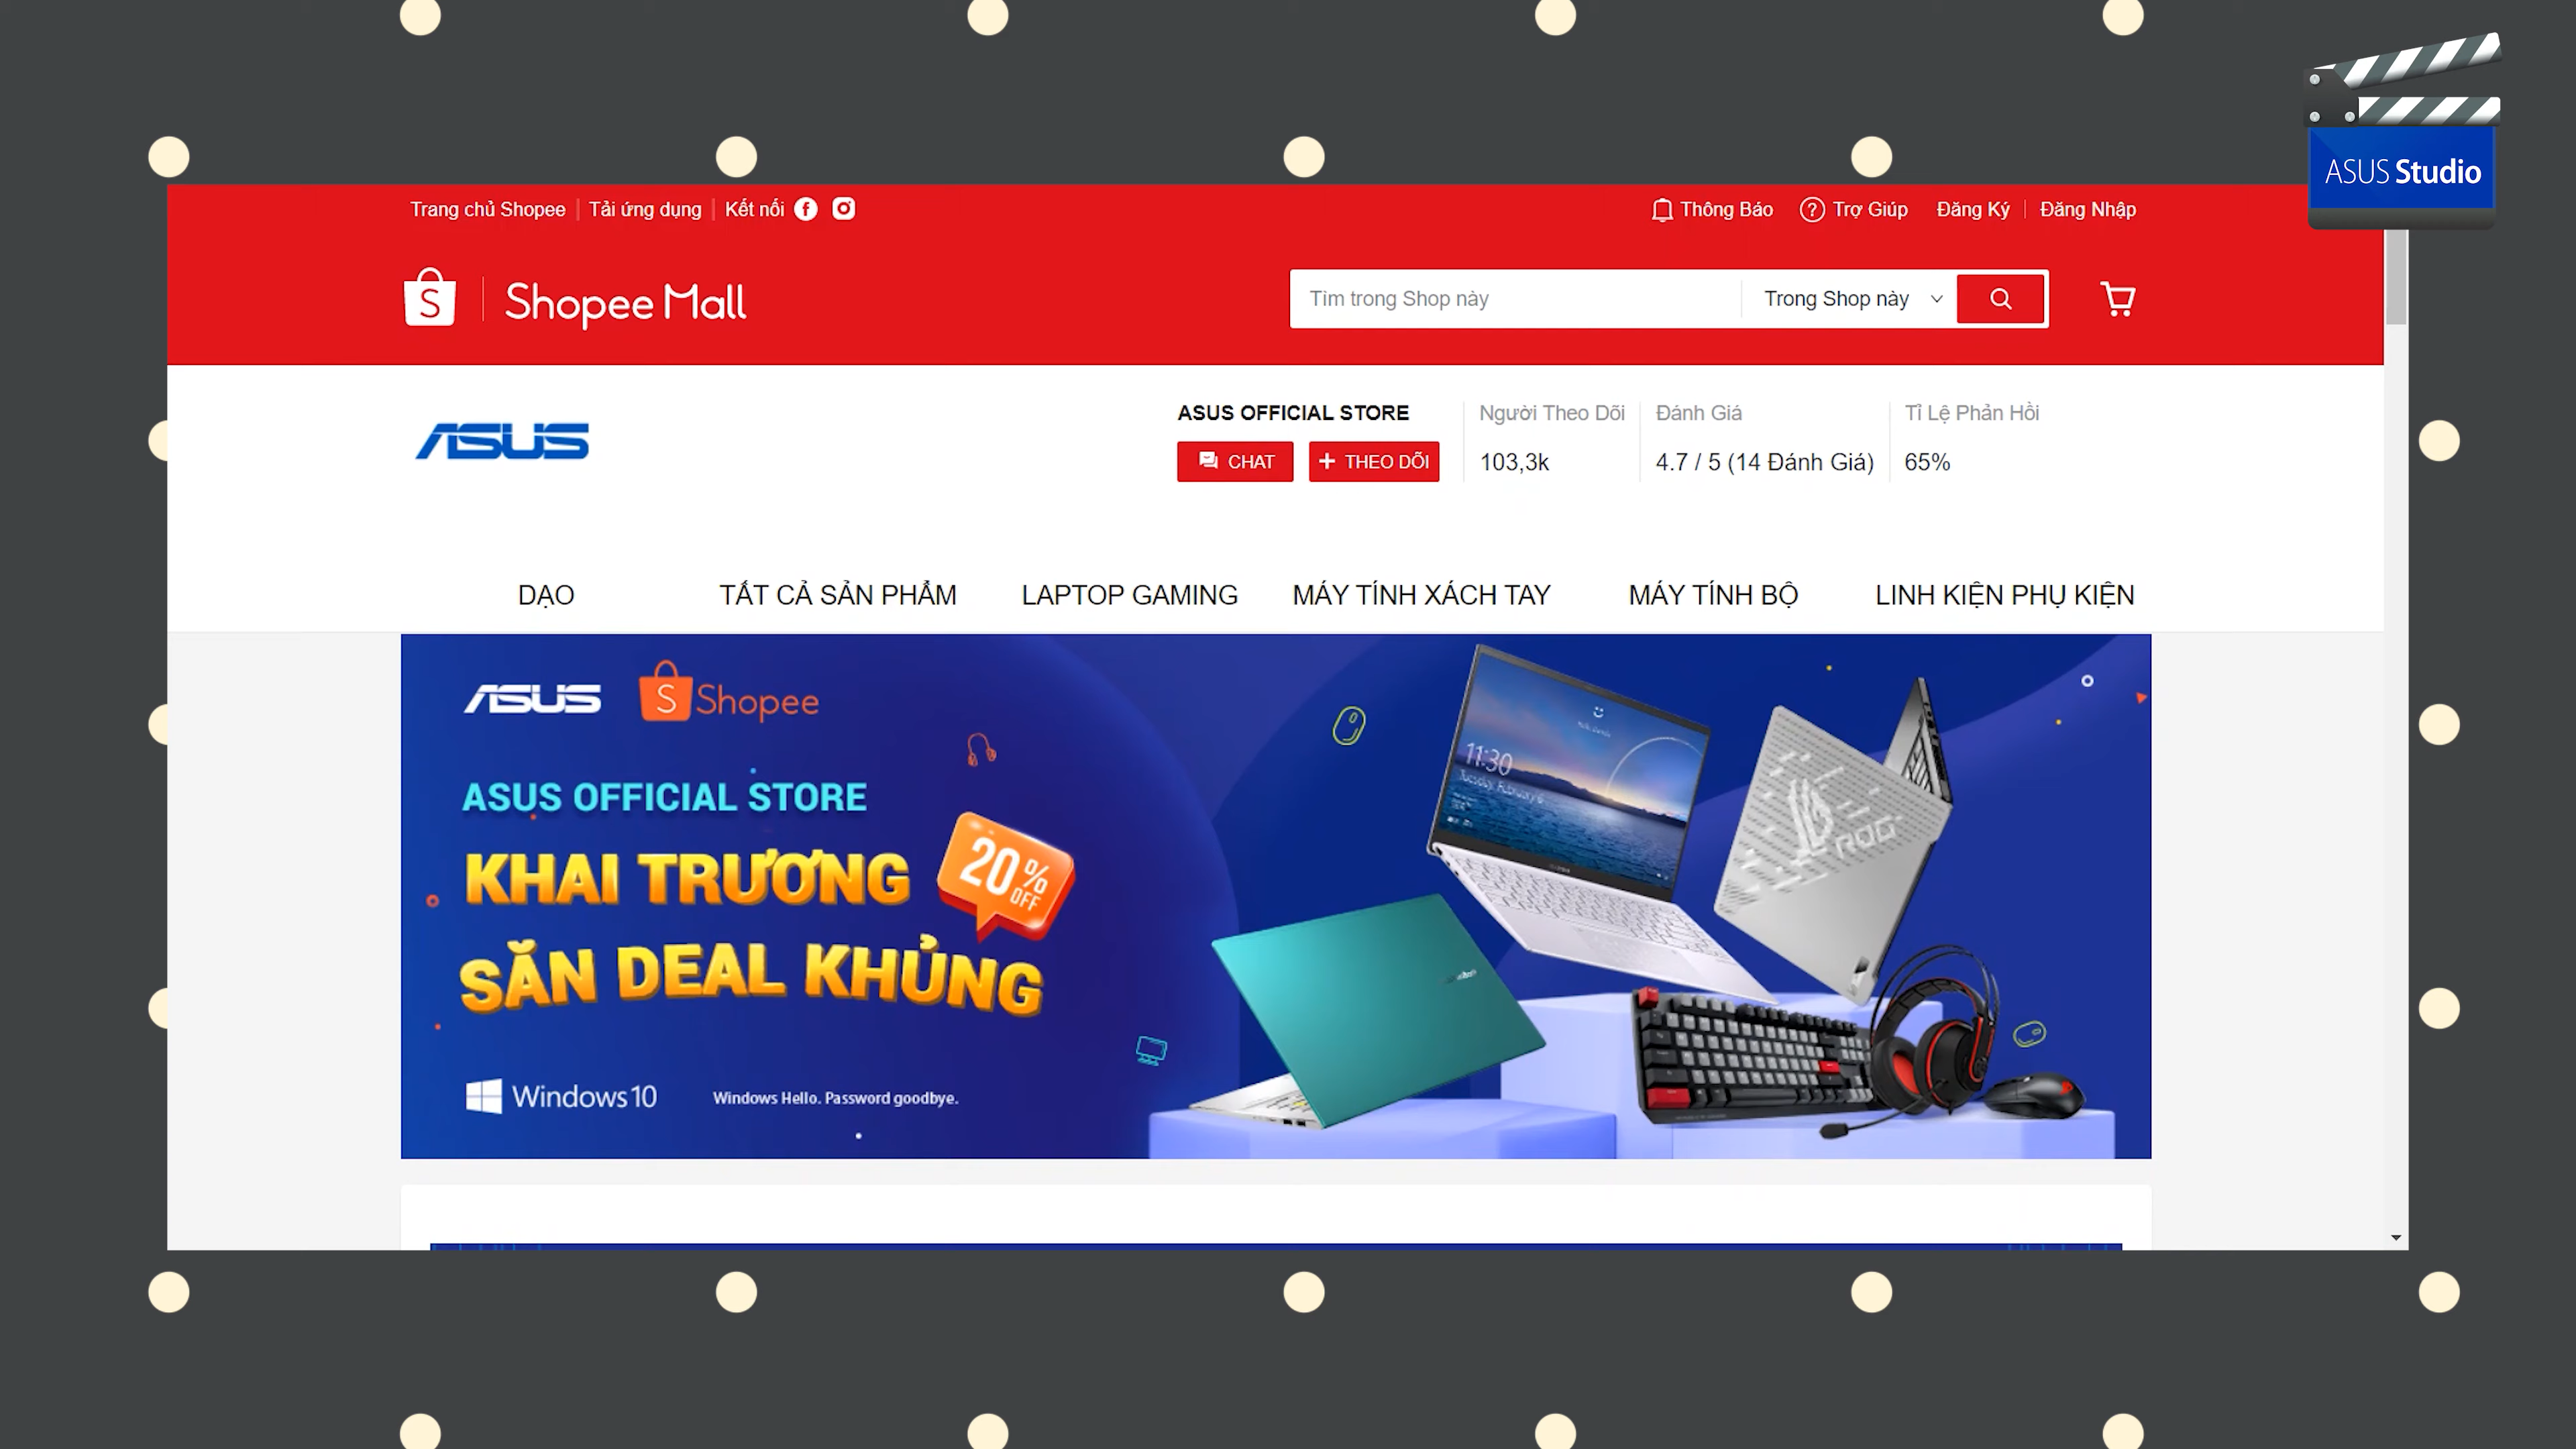 ASUS Studio
Trang chủ Shopee Tải ứng dụng Kết nối
Thông Báo Trợ Giúp Đăng Ký Đăng Nhập
Shopee Mall
Tìm trong Shop này Trong Shop này
ASUS
ASUS OFFICIAL STORE
CHAT THEO DÕI
Người Theo Dõi
103,3k
Đánh Giá
4.7 / 5 (14 Đánh Giá)
Tỉ Lệ Phản Hồi
65%
DẠO TẤT CẢ SẢN PHẨM LAPTOP GAMING MÁY TÍNH XÁCH TAY MÁY TÍNH BỘ LINH KIỆN PHỤ KIỆN
ASUS Shopee
ASUS OFFICIAL STORE
KHAI TRƯƠNG
20% OFF
SĂN DEAL KHỦNG
Windows 10 Windows Hello. Password goodbye.
11:30
Tuesday, February 6
ROG